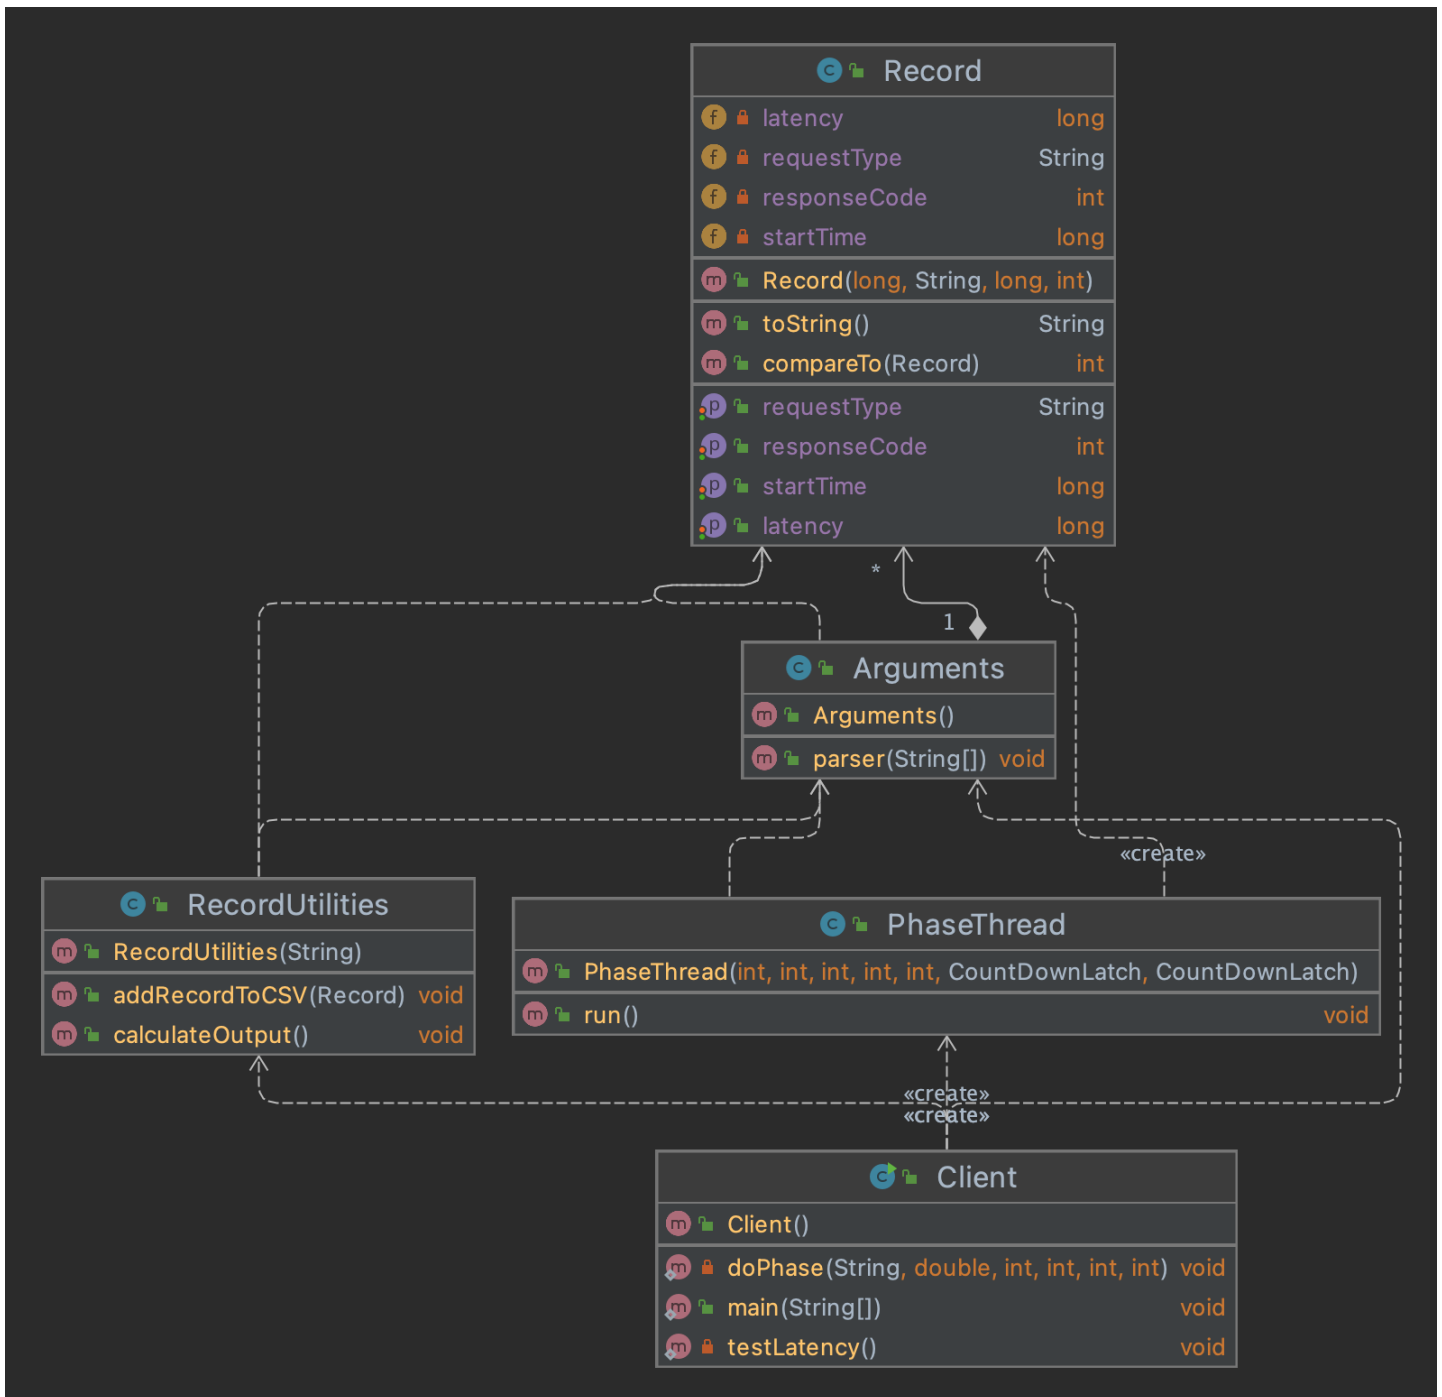 Record
latency long
requestType String
responseCode int
startTime long
Record(long, String, long, int)
toString() String
compareTo(Record) int
requestType String
responseCode int
startTime long
latency long
*
1
Arguments
Arguments()
parser(String[]) void
«create»
RecordUtilities
RecordUtilities(String)
addRecordToCSV(Record) void
calculateOutput() void
PhaseThread
PhaseThread(int, int, int, int, int, CountDownLatch, CountDownLatch)
run() void
«create»
«create»
Client
Client()
doPhase(String, double, int, int, int, int) void
main(String[]) void
testLatency() void